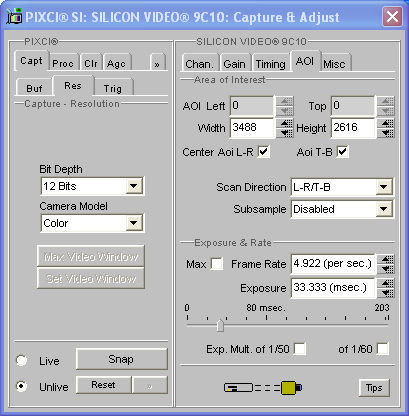 PIXCI® SI: SILICON VIDEO® 9C10: Capture & Adjust
PIXCI®
Capt Proc Clr Agc »
Buf Res Trig
Capture - Resolution
Bit Depth
12 Bits
Camera Model
Color
Max Video Window
Set Video Window
Live Snap
Unlive Reset »
SILICON VIDEO® 9C10
Chan. Gain Timing AOI Misc
Area of Interest
AOI Left 0 Top 0
Width 3488 Height 2616
Center Aoi L-R Aoi T-B
Scan Direction L-R/T-B
Subsample Disabled
Exposure & Rate
Max Frame Rate 4.922 (per sec.)
Exposure 33.333 (msec.)
0 80 msec. 203
Exp. Mult. of 1/50 of 1/60
Tips